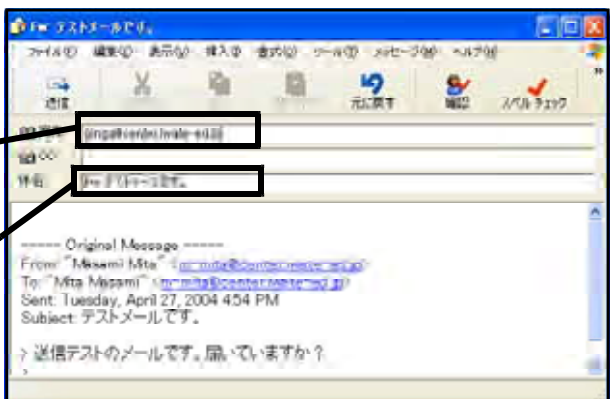 Fw: テストメールです。
ファイル(F) 編集(E) 表示(V) 挿入(I) 書式(O) ツール(T) メッセージ(M) ヘルプ(H)
送信 元に戻す 確認 スペル チェック
宛先:
CC:
件名: Fw: テストメールです。
----- Original Message -----
From: "Masami Mita"
To: "Mita Masami"
Sent: Tuesday, April 27, 2004 4:54 PM
Subject: テストメールです。
> 送信テストのメールです。届いていますか？
>